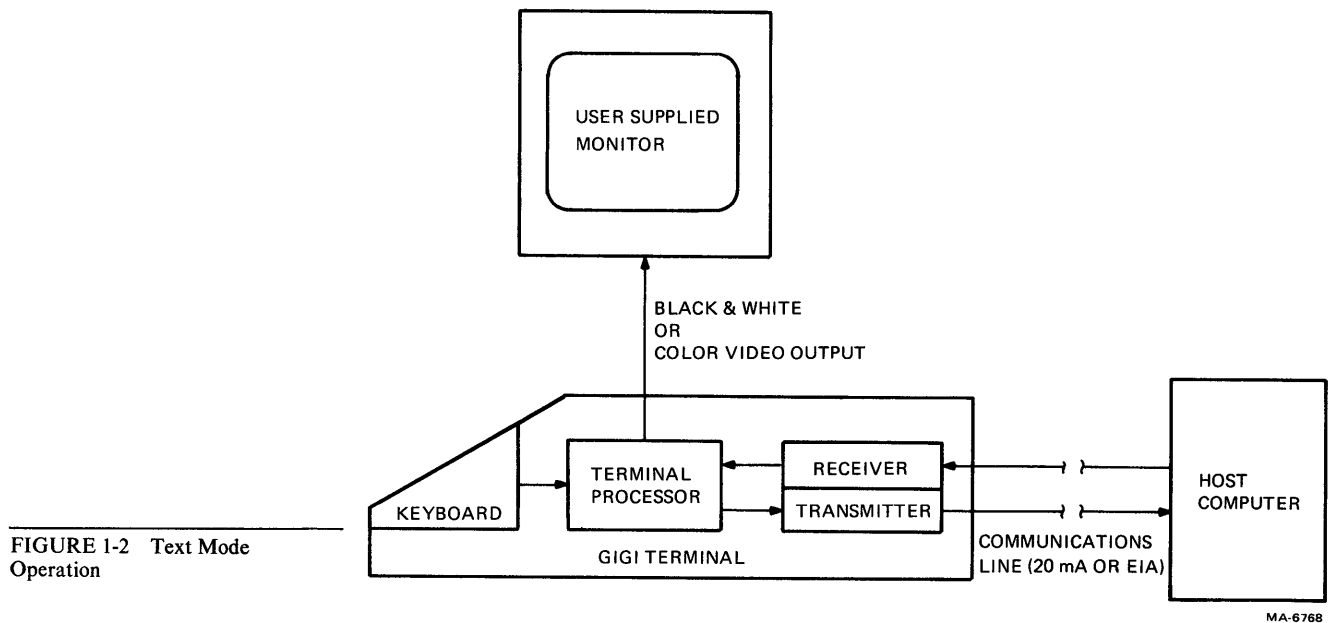 USER SUPPLIED
MONITOR
BLACK & WHITE
OR
COLOR VIDEO OUTPUT
KEYBOARD
TERMINAL
PROCESSOR
RECEIVER
TRANSMITTER
GIGI TERMINAL
COMMUNICATIONS
LINE (20 mA OR EIA)
HOST
COMPUTER
FIGURE 1-2 Text Mode
Operation
MA-6768